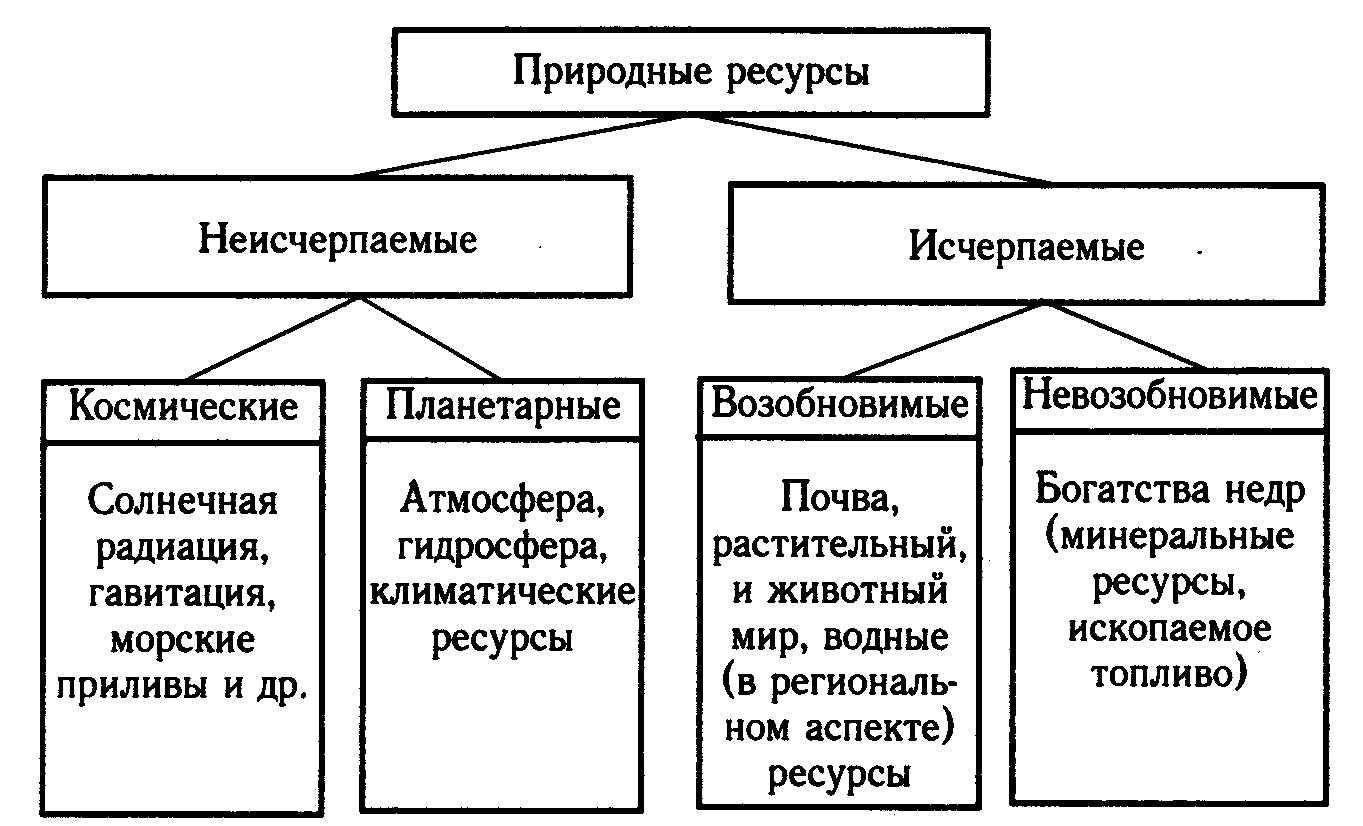 Природные ресурсы
Неисчерпаемые
Исчерпаемые
Космические
Солнечная
радиация,
гавитация,
морские
приливы и др.
Планетарные
Атмосфера,
гидросфера,
климатические
ресурсы
Возобновимые
Почва,
растительный,
и животный
мир, водные
(в региональ-
ном аспекте)
ресурсы
Невозобновимые
Богатства недр
(минеральные
ресурсы,
ископаемое
топливо)